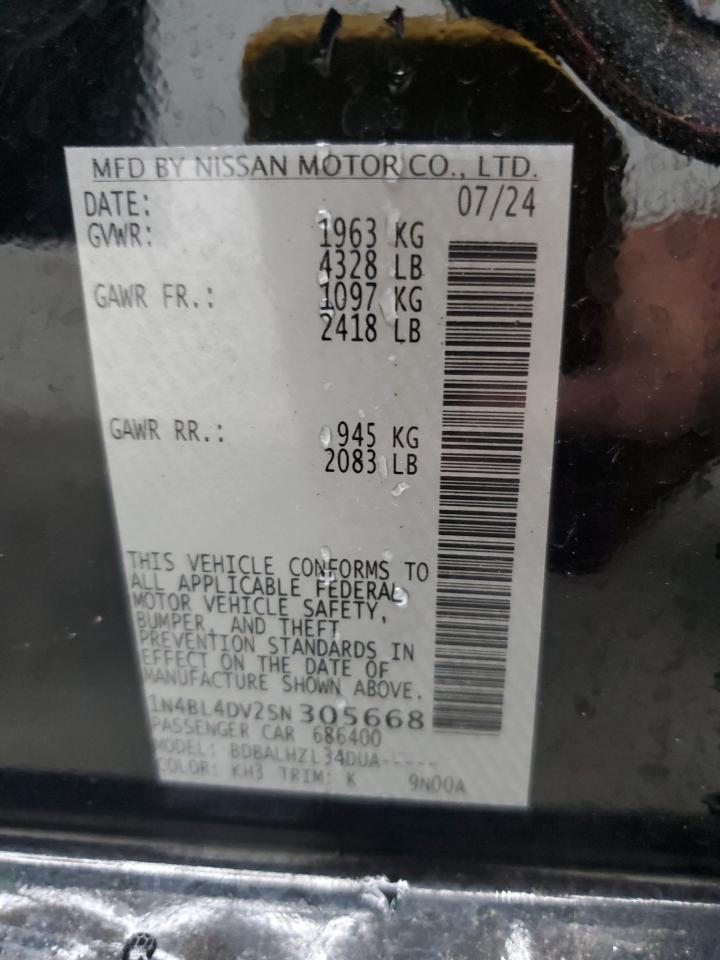 MFD BY NISSAN MOTOR CO., LTD.
DATE: 07/24
GVWR: 1963 KG
4328 LB
GAWR FR.: 1097 KG
2418 LB
GAWR RR.: 945 KG
2083 LB
THIS VEHICLE CONFORMS TO
ALL APPLICABLE FEDERAL
MOTOR VEHICLE SAFETY,
BUMPER, AND THEFT
PREVENTION STANDARDS IN
EFFECT ON THE DATE OF
MANUFACTURE SHOWN ABOVE.
1N4BL4DV2SN305668
PASSENGER CAR 686400
MODEL: BDBALHZL34DUA-----
COLOR: KH3 TRIM: K 9N00A